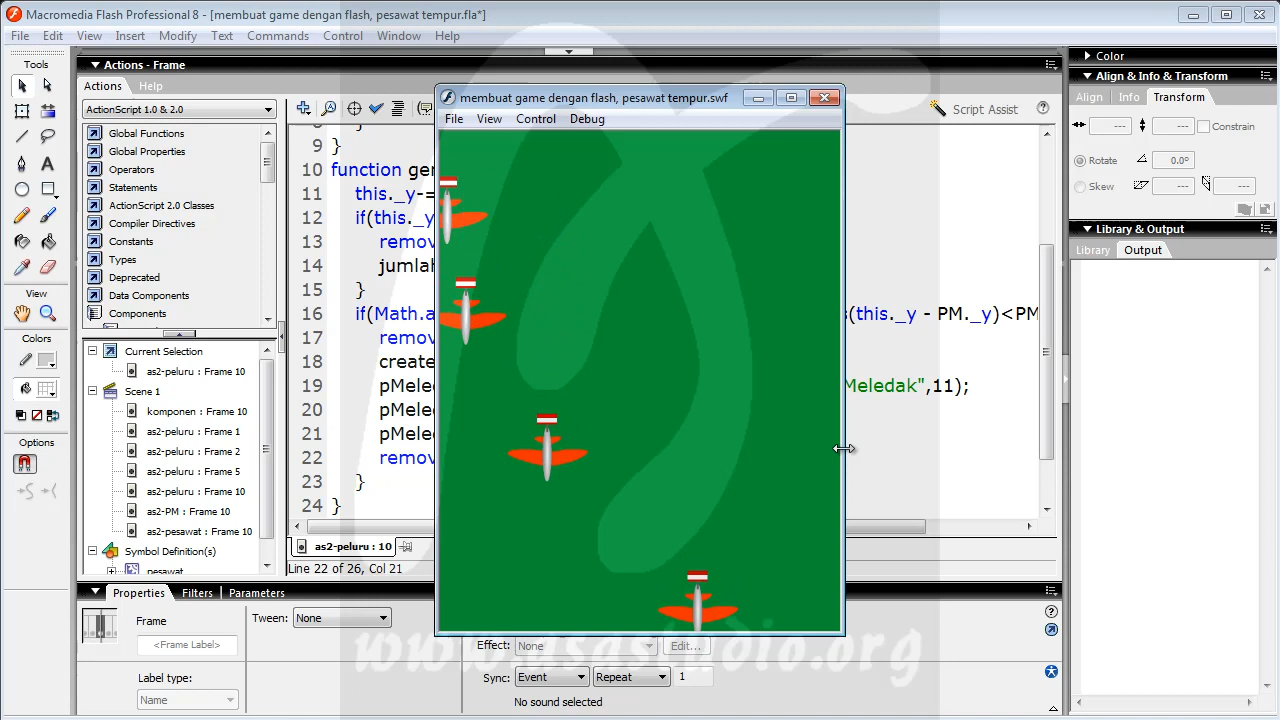 Macromedia Flash Professional 8 - [membuat game dengan flash, pesawat tempur.fla*]
File Edit View Insert Modify Text Commands Control Window Help
Tools
View
Colors
Options
Actions - Frame
Actions Help
ActionScript 1.0 & 2.0
Global Functions
Global Properties
Operators
Statements
ActionScript 2.0 Classes
Compiler Directives
Constants
Types
Deprecated
Data Components
Components
Current Selection
as2-peluru : Frame 10
Scene 1
komponen : Frame 10
as2-peluru : Frame 1
as2-peluru : Frame 2
as2-peluru : Frame 5
as2-peluru : Frame 10
as2-PM : Frame 10
as2-pesawat : Frame 10
Symbol Definition(s)
pesawat
Script Assist
9 }
10 function ger
11 this._y-=
12 if(this._y
13 remov
14 jumlah
15 }
16 if(Math.a s(this._y - PM._y)<PM
17 remov
18 create
19 pMeled Meledak",11);
20 pMeled
21 pMeled
22 remov
23 }
24 }
as2-peluru : 10
Line 22 of 26, Col 21
membuat game dengan flash, pesawat tempur.swf
File View Control Debug
Properties Filters Parameters
Frame
<Frame Label>
Label type:
Name
Tween: None
Effect: None Edit...
Sync: Event Repeat 1
No sound selected
Color
Align & Info & Transform
Align Info Transform
--- --- Constrain
Rotate 0.0°
Skew --- ---
Library & Output
Library Output
www.asastudio.org